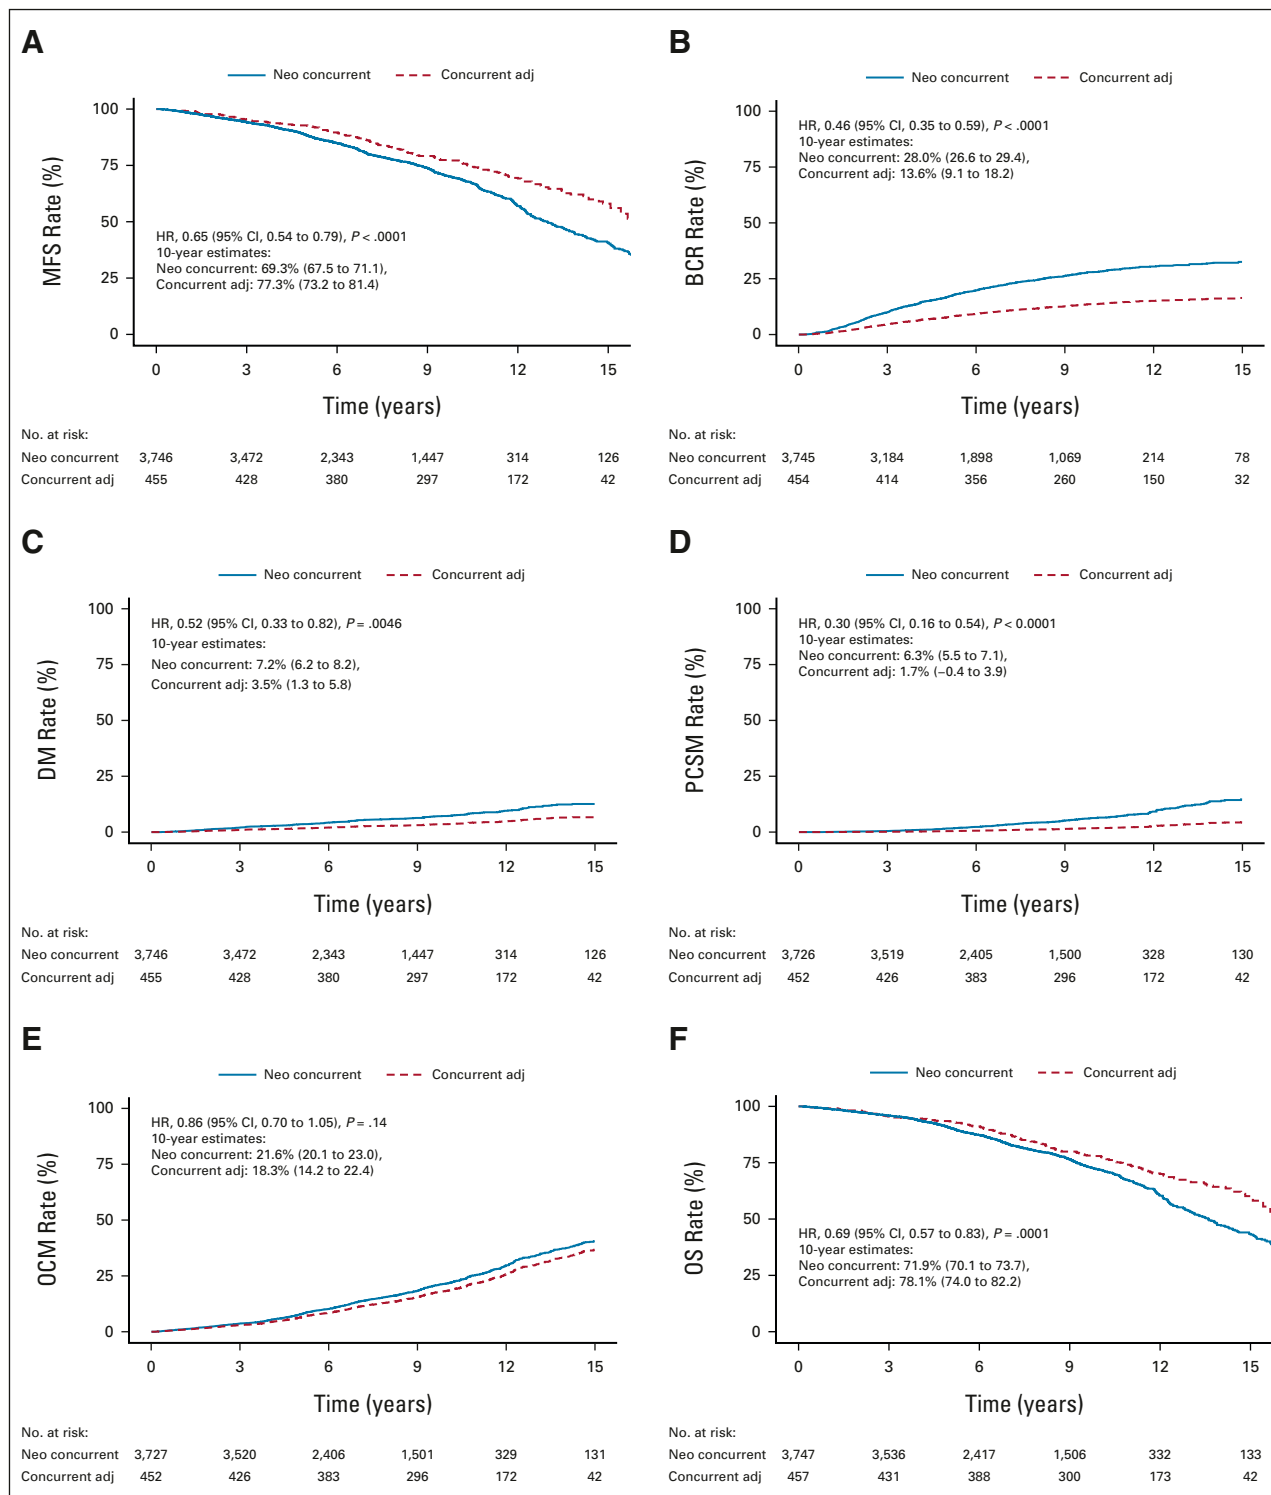 A
Neo concurrent Concurrent adj
MFS Rate (%)
100
75
50
25
0
HR, 0.65 (95% CI, 0.54 to 0.79), P < .0001
10-year estimates:
Neo concurrent: 69.3% (67.5 to 71.1),
Concurrent adj: 77.3% (73.2 to 81.4)
0 3 6 9 12 15
Time (years)
No. at risk:
Neo concurrent 3,746 3,472 2,343 1,447 314 126
Concurrent adj 455 428 380 297 172 42
B
Neo concurrent Concurrent adj
BCR Rate (%)
100
75
50
25
0
HR, 0.46 (95% CI, 0.35 to 0.59), P < .0001
10-year estimates:
Neo concurrent: 28.0% (26.6 to 29.4),
Concurrent adj: 13.6% (9.1 to 18.2)
0 3 6 9 12 15
Time (years)
No. at risk:
Neo concurrent 3,745 3,184 1,898 1,069 214 78
Concurrent adj 454 414 356 260 150 32
C
Neo concurrent Concurrent adj
DM Rate (%)
100
75
50
25
0
HR, 0.52 (95% CI, 0.33 to 0.82), P = .0046
10-year estimates:
Neo concurrent: 7.2% (6.2 to 8.2),
Concurrent adj: 3.5% (1.3 to 5.8)
0 3 6 9 12 15
Time (years)
No. at risk:
Neo concurrent 3,746 3,472 2,343 1,447 314 126
Concurrent adj 455 428 380 297 172 42
D
Neo concurrent Concurrent adj
PCSM Rate (%)
100
75
50
25
0
HR, 0.30 (95% CI, 0.16 to 0.54), P < 0.0001
10-year estimates:
Neo concurrent: 6.3% (5.5 to 7.1),
Concurrent adj: 1.7% (−0.4 to 3.9)
0 3 6 9 12 15
Time (years)
No. at risk:
Neo concurrent 3,726 3,519 2,405 1,500 328 130
Concurrent adj 452 426 383 296 172 42
E
Neo concurrent Concurrent adj
OCM Rate (%)
100
75
50
25
0
HR, 0.86 (95% CI, 0.70 to 1.05), P = .14
10-year estimates:
Neo concurrent: 21.6% (20.1 to 23.0),
Concurrent adj: 18.3% (14.2 to 22.4)
0 3 6 9 12 15
Time (years)
No. at risk:
Neo concurrent 3,727 3,520 2,406 1,501 329 131
Concurrent adj 452 426 383 296 172 42
F
Neo concurrent Concurrent adj
OS Rate (%)
100
75
50
25
0
HR, 0.69 (95% CI, 0.57 to 0.83), P = .0001
10-year estimates:
Neo concurrent: 71.9% (70.1 to 73.7),
Concurrent adj: 78.1% (74.0 to 82.2)
0 3 6 9 12 15
Time (years)
No. at risk:
Neo concurrent 3,747 3,536 2,417 1,506 332 133
Concurrent adj 457 431 388 300 173 42